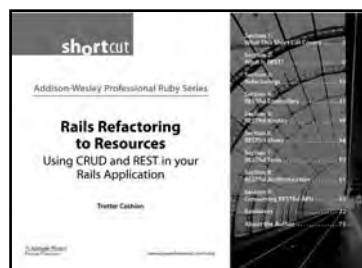 shortcut
Addison-Wesley Professional Ruby Series
Rails Refactoring
to Resources
Using CRUD and REST in your
Rails Application
Trotter Cashion
Section 1:
What This Short Cut Covers
Section 2:
What Is REST?
Section 3:
Refactorings
Section 4:
RESTful Controllers
Section 5:
RESTful Routes
Section 6:
RESTful Views
Section 7:
RESTful Tests
Section 8:
RESTful Authentication
Section 9:
Consuming RESTful APIs
Resources
About the Author